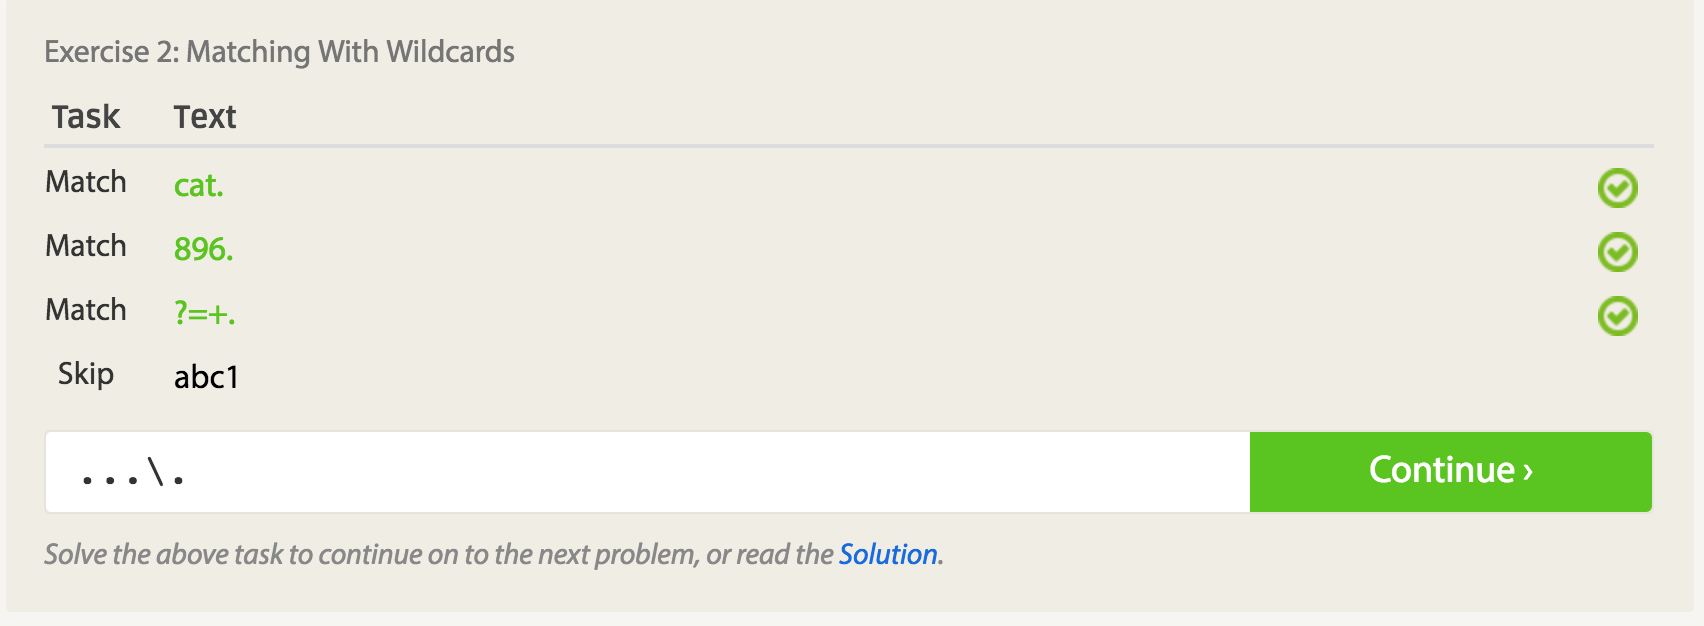 Exercise 2: Matching With Wildcards
Task Text
Match cat.
Match 896.
Match ?=+.
Skip abc1
...\.
Continue ›
Solve the above task to continue on to the next problem, or read the Solution.